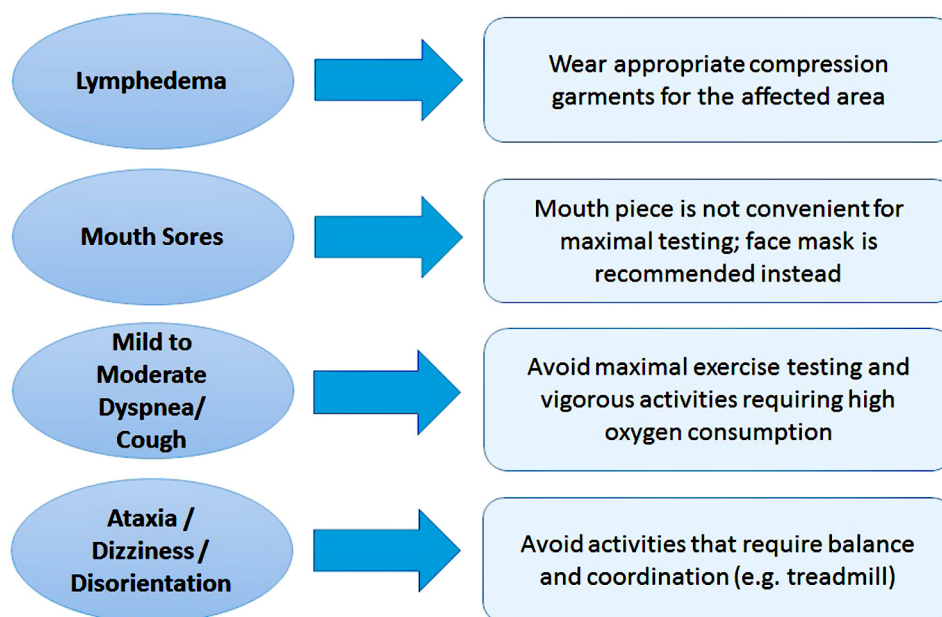 Lymphedema
Wear appropriate compression
garments for the affected area
Mouth Sores
Mouth piece is not convenient for
maximal testing; face mask is
recommended instead
Mild to
Moderate
Dyspnea/
Cough
Avoid maximal exercise testing and
vigorous activities requiring high
oxygen consumption
Ataxia /
Dizziness /
Disorientation
Avoid activities that require balance
and coordination (e.g. treadmill)